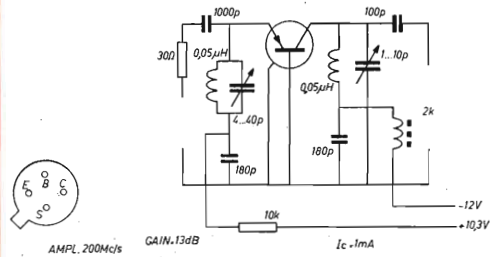 1000p
100p
30Ω
0,05µH
0,05µH
1...10p
4...40p
180p
180p
2k
E B C
S
-12V
10k
+10,3V
AMPL. 200Mc/s GAIN=13dB Ic=1mA